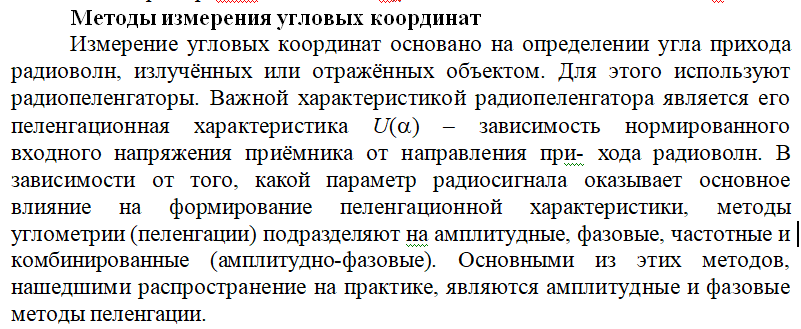 Методы измерения угловых координат
Измерение угловых координат основано на определении угла прихода
радиоволн, излучённых или отражённых объектом. Для этого используют
радиопеленгаторы. Важной характеристикой радиопеленгатора является его
пеленгационная характеристика U(α) – зависимость нормированного
входного напряжения приёмника от направления при- хода радиоволн. В
зависимости от того, какой параметр радиосигнала оказывает основное
влияние на формирование пеленгационной характеристики, методы
углометрии (пеленгации) подразделяют на амплитудные, фазовые, частотные и
комбинированные (амплитудно-фазовые). Основными из этих методов,
нашедшими распространение на практике, являются амплитудные и фазовые
методы пеленгации.